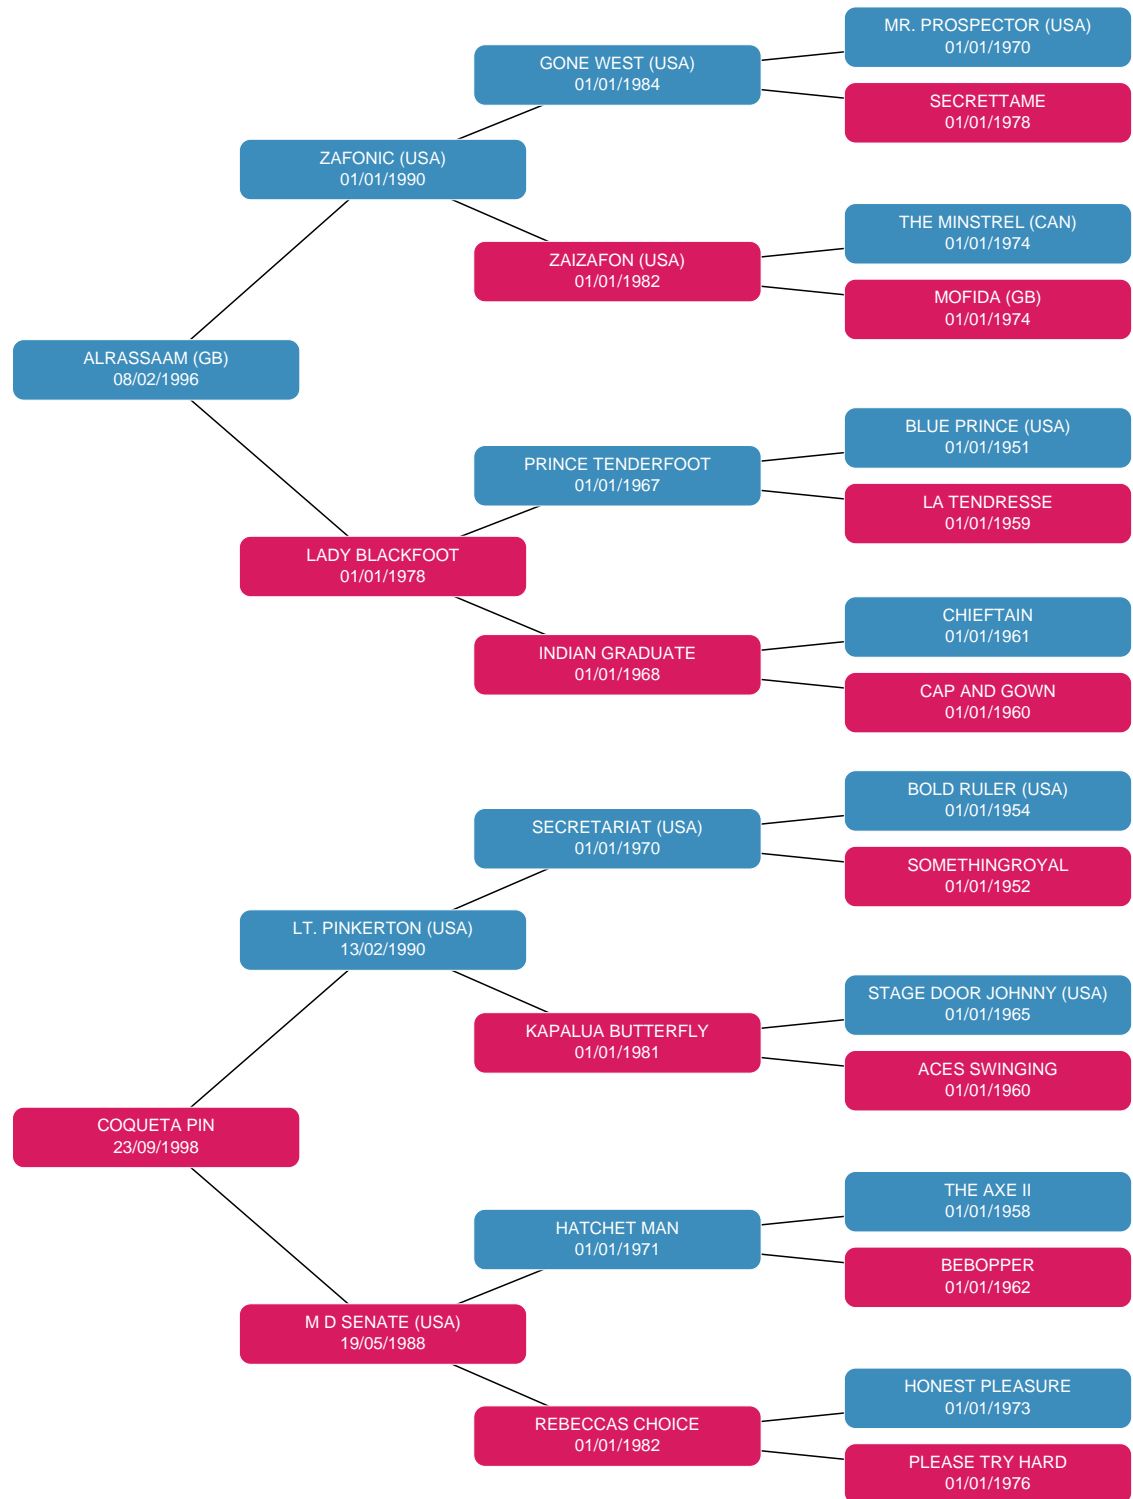 MR. PROSPECTOR (USA)
01/01/1970
GONE WEST (USA)
01/01/1984
SECRETTAME
01/01/1978
ZAFONIC (USA)
01/01/1990
THE MINSTREL (CAN)
01/01/1974
ZAIZAFON (USA)
01/01/1982
MOFIDA (GB)
01/01/1974
ALRASSAAM (GB)
08/02/1996
BLUE PRINCE (USA)
01/01/1951
PRINCE TENDERFOOT
01/01/1967
LA TENDRESSE
01/01/1959
LADY BLACKFOOT
01/01/1978
CHIEFTAIN
01/01/1961
INDIAN GRADUATE
01/01/1968
CAP AND GOWN
01/01/1960
BOLD RULER (USA)
01/01/1954
SECRETARIAT (USA)
01/01/1970
SOMETHINGROYAL
01/01/1952
LT. PINKERTON (USA)
13/02/1990
STAGE DOOR JOHNNY (USA)
01/01/1965
KAPALUA BUTTERFLY
01/01/1981
ACES SWINGING
01/01/1960
COQUETA PIN
23/09/1998
THE AXE II
01/01/1958
HATCHET MAN
01/01/1971
BEBOPPER
01/01/1962
M D SENATE (USA)
19/05/1988
HONEST PLEASURE
01/01/1973
REBECCAS CHOICE
01/01/1982
PLEASE TRY HARD
01/01/1976